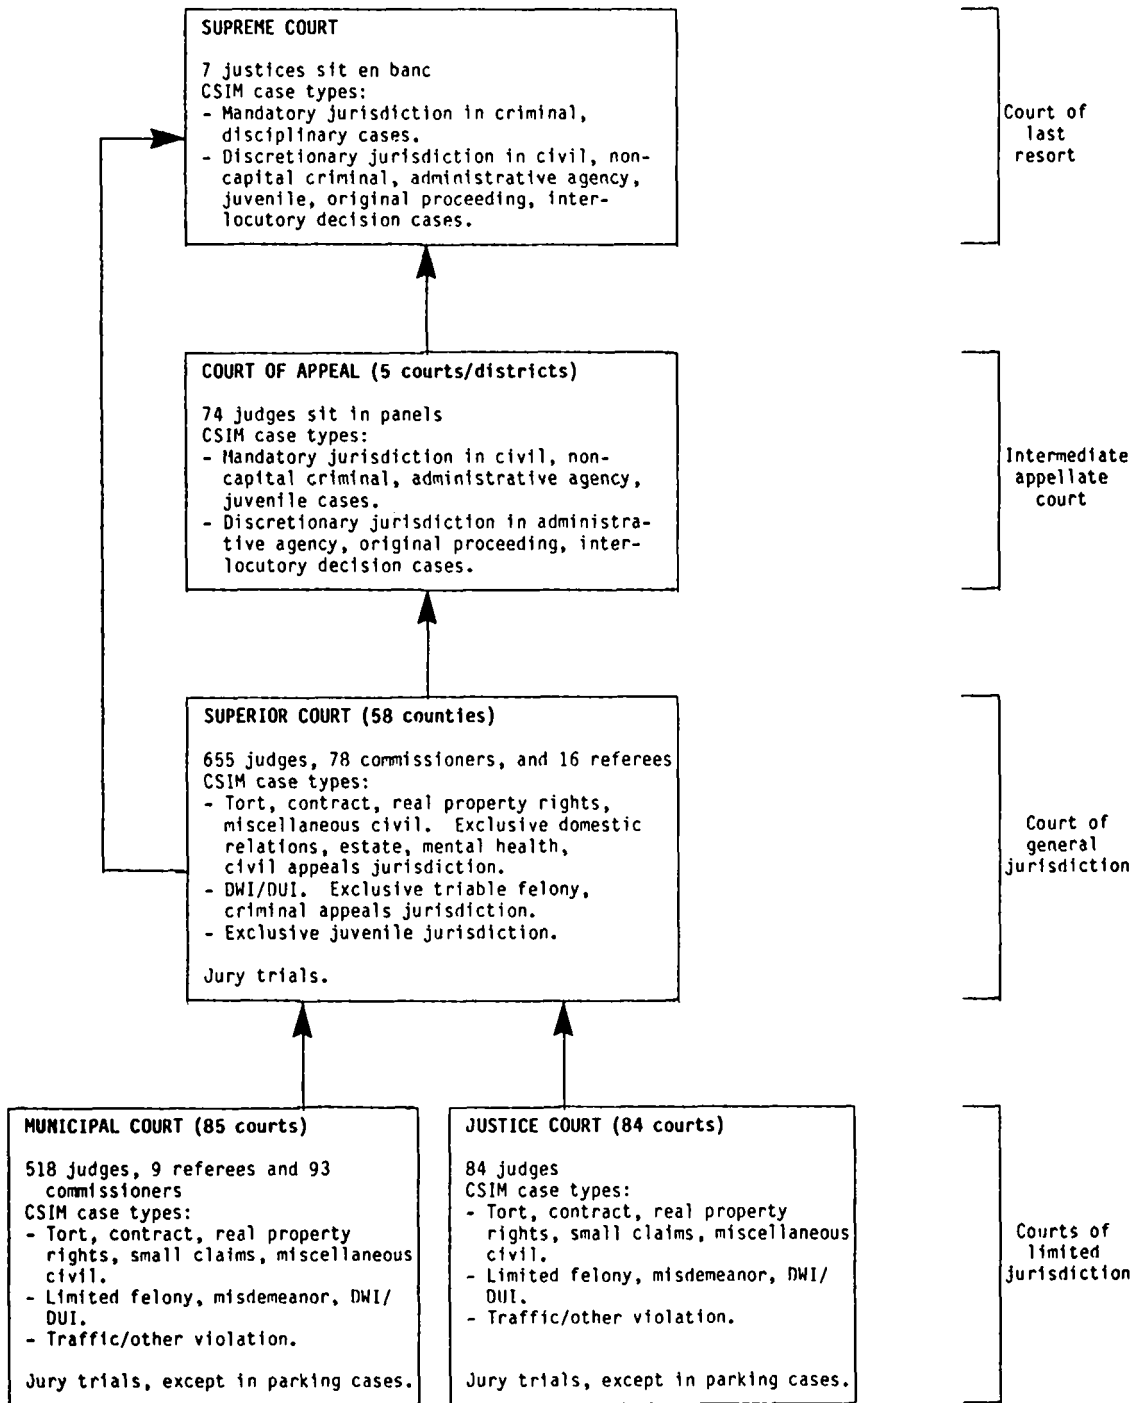 SUPREME COURT
7 justices sit en banc
CSIM case types:
- Mandatory jurisdiction in criminal,
disciplinary cases.
- Discretionary jurisdiction in civil, non-
capital criminal, administrative agency,
juvenile, original proceeding, inter-
locutory decision cases.
Court of
last
resort
COURT OF APPEAL (5 courts/districts)
74 judges sit in panels
CSIM case types:
- Mandatory jurisdiction in civil, non-
capital criminal, administrative agency,
juvenile cases.
- Discretionary jurisdiction in administra-
tive agency, original proceeding, inter-
locutory decision cases.
Intermediate
appellate
court
SUPERIOR COURT (58 counties)
655 judges, 78 commissioners, and 16 referees
CSIM case types:
- Tort, contract, real property rights,
miscellaneous civil. Exclusive domestic
relations, estate, mental health,
civil appeals jurisdiction.
- DWI/DUI. Exclusive triable felony,
criminal appeals jurisdiction.
- Exclusive juvenile jurisdiction.
Jury trials.
Court of
general
jurisdiction
MUNICIPAL COURT (85 courts)
518 judges, 9 referees and 93
commissioners
CSIM case types:
- Tort, contract, real property
rights, small claims, miscellaneous
civil.
- Limited felony, misdemeanor, DWI/
DUI.
- Traffic/other violation.
Jury trials, except in parking cases.
JUSTICE COURT (84 courts)
84 judges
CSIM case types:
- Tort, contract, real property
rights, small claims, miscellaneous
civil.
- Limited felony, misdemeanor, DWI/
DUI.
- Traffic/other violation.
Jury trials, except in parking cases.
Courts of
limited
jurisdiction